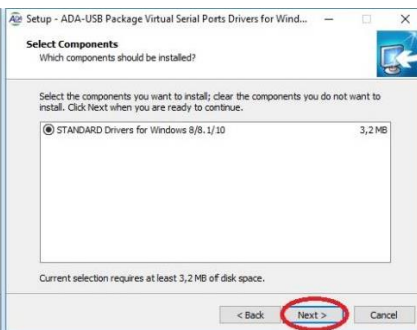 Setup - ADA-USB Package Virtual Serial Ports Drivers for Wind...
Select Components
Which components should be installed?
Select the components you want to install; clear the components you do not want to
install. Click Next when you are ready to continue.
STANDARD Drivers for Windows 8/8.1/10 3,2 MB
Current selection requires at least 3,2 MB of disk space.
< Back Next > Cancel